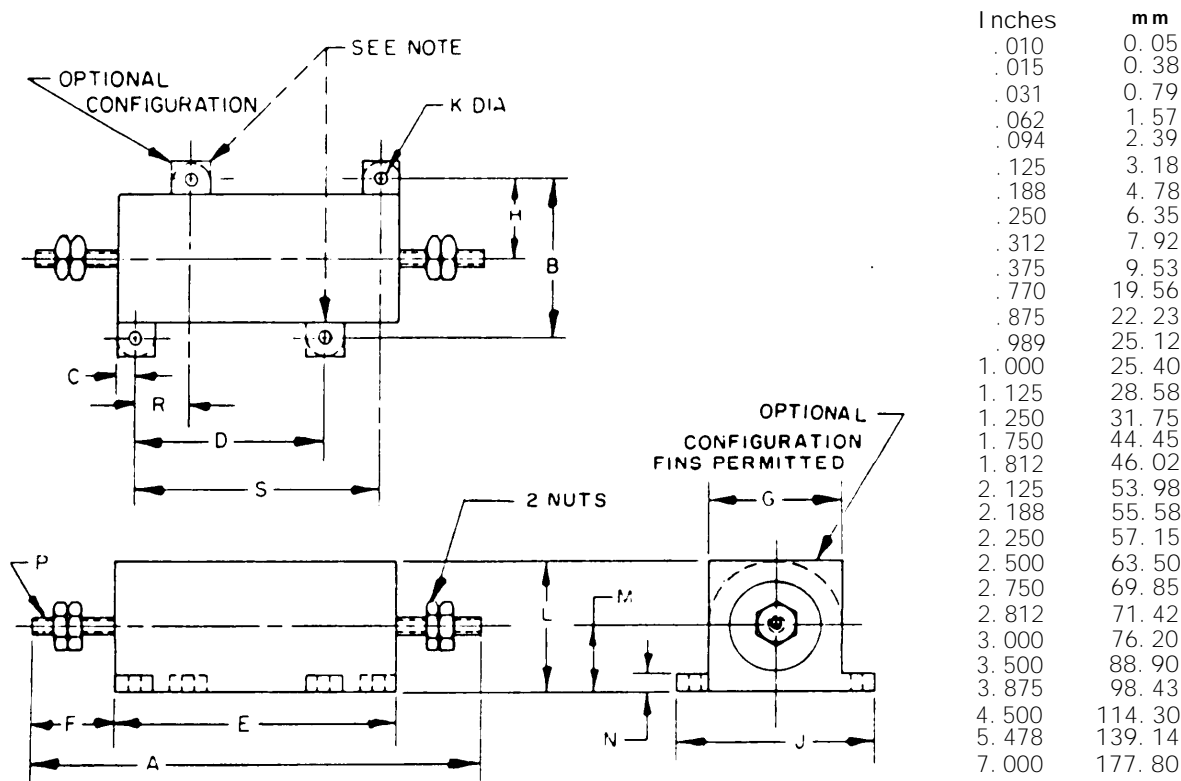 SEE NOTE
OPTIONAL
CONFIGURATION
K DIA
H
B
C
R
D
S
OPTIONAL
CONFIGURATION
FINS PERMITTED
G
2 NUTS
P
L
M
N
F
E
A
J
Inches mm
.010 0.05
.015 0.38
.031 0.79
.062 1.57
.094 2.39
.125 3.18
.188 4.78
.250 6.35
.312 7.92
.375 9.53
.770 19.56
.875 22.23
.989 25.12
1.000 25.40
1.125 28.58
1.250 31.75
1.750 44.45
1.812 46.02
2.125 53.98
2.188 55.58
2.250 57.15
2.500 63.50
2.750 69.85
2.812 71.42
3.000 76.20
3.500 88.90
3.875 98.43
4.500 114.30
5.478 139.14
7.000 177.80